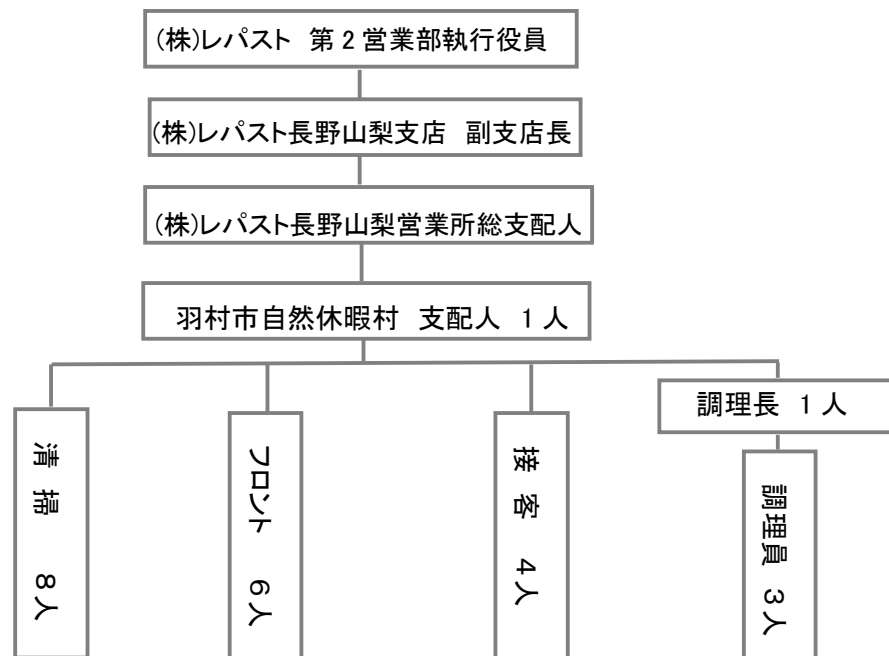 (株)レパスト 第2営業部執行役員
(株)レパスト長野山梨支店 副支店長
(株)レパスト長野山梨営業所総支配人
羽村市自然休暇村 支配人 1人
調理長 1人
清掃 8人
フロント 6人
接客 4人
調理員 3人